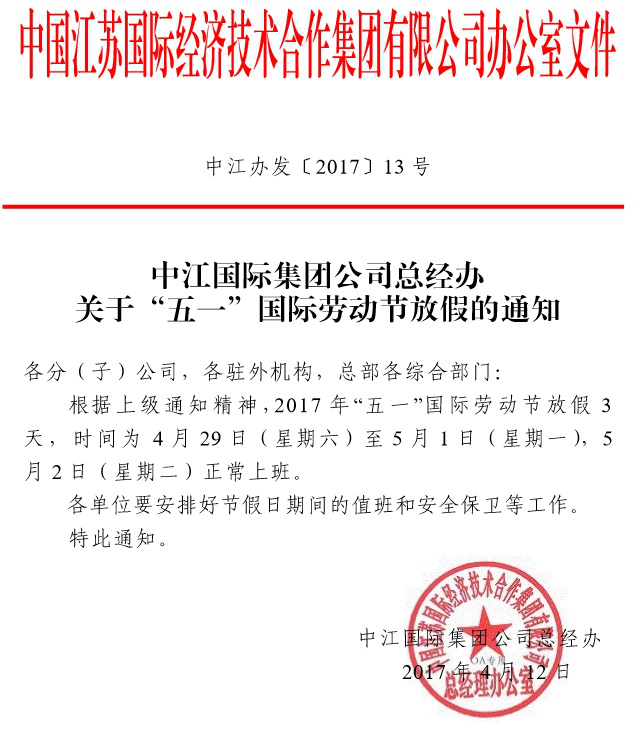 中国江苏国际经济技术合作集团有限公司办公室文件
中江办发〔2017〕13 号
中江国际集团公司总经办
关于“五一”国际劳动节放假的通知
各分（子）公司，各驻外机构，总部各综合部门：
根据上级通知精神,2017 年“五一”国际劳动节放假 3
天，时间为 4 月 29 日（星期六）至 5 月 1 日（星期一），5
月 2 日（星期二）正常上班。
各单位要安排好节假日期间的值班和安全保卫等工作。
特此通知。
中国江苏国际经济技术合作集团有限公司
中江国际集团公司总经办
OA专用
2017 年 4 月 12 日
总经理办公室